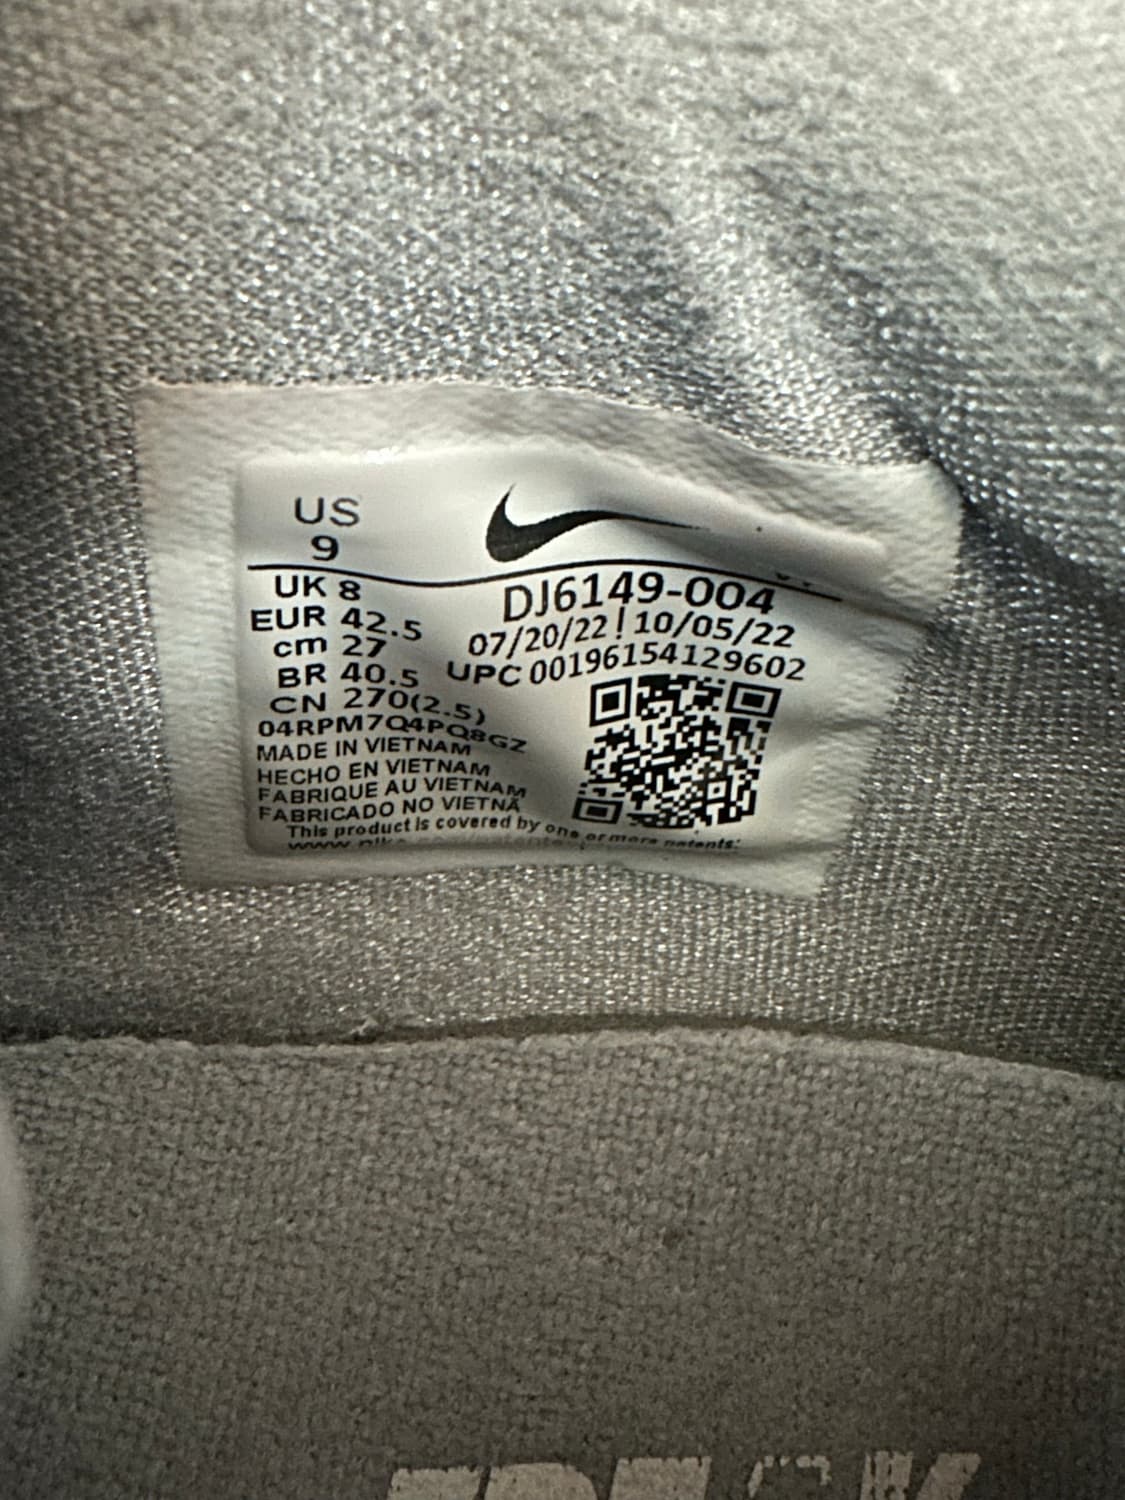 US
9
UK 8
EUR 42.5
cm 27
BR 40.5
CN 270(2.5)
04RPM7Q4PQ8GZ
MADE IN VIETNAM
HECHO EN VIETNAM
FABRIQUE AU VIETNAM
FABRICADO NO VIETNÃ
This product is covered by one or more patents:
DJ6149-004
07/20/22 ! 10/05/22
UPC 00196154129602